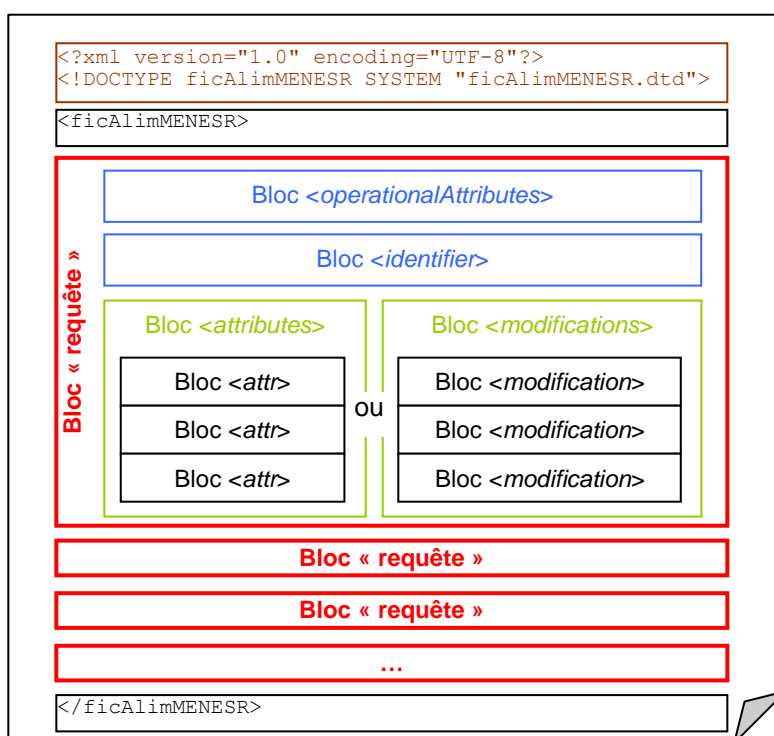 <?xml version="1.0" encoding="UTF-8"?>
<!DOCTYPE ficAlimMENESR SYSTEM "ficAlimMENESR.dtd">
<ficAlimMENESR>
Bloc « requête »
Bloc <operationalAttributes>
Bloc <identifier>
Bloc <attributes>
Bloc <attr>
Bloc <attr>
Bloc <attr>
ou
Bloc <modifications>
Bloc <modification>
Bloc <modification>
Bloc <modification>
Bloc « requête »
Bloc « requête »
...
</ficAlimMENESR>